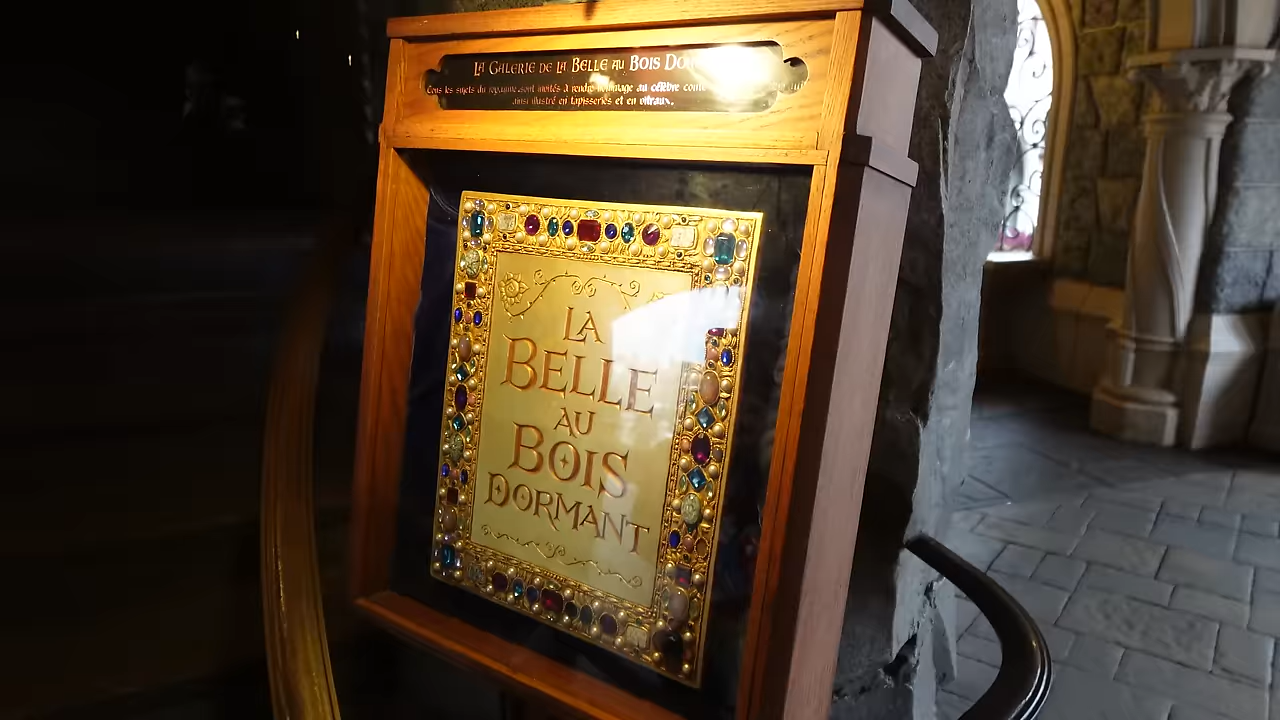 La Galerie de la Belle au Bois
Tous les sujets du royaume sont invités à rendre hommage au célèbre
ainsi illustré en tapisseries et en vitraux.
LA
BELLE
AU
BOIS
DORMANT